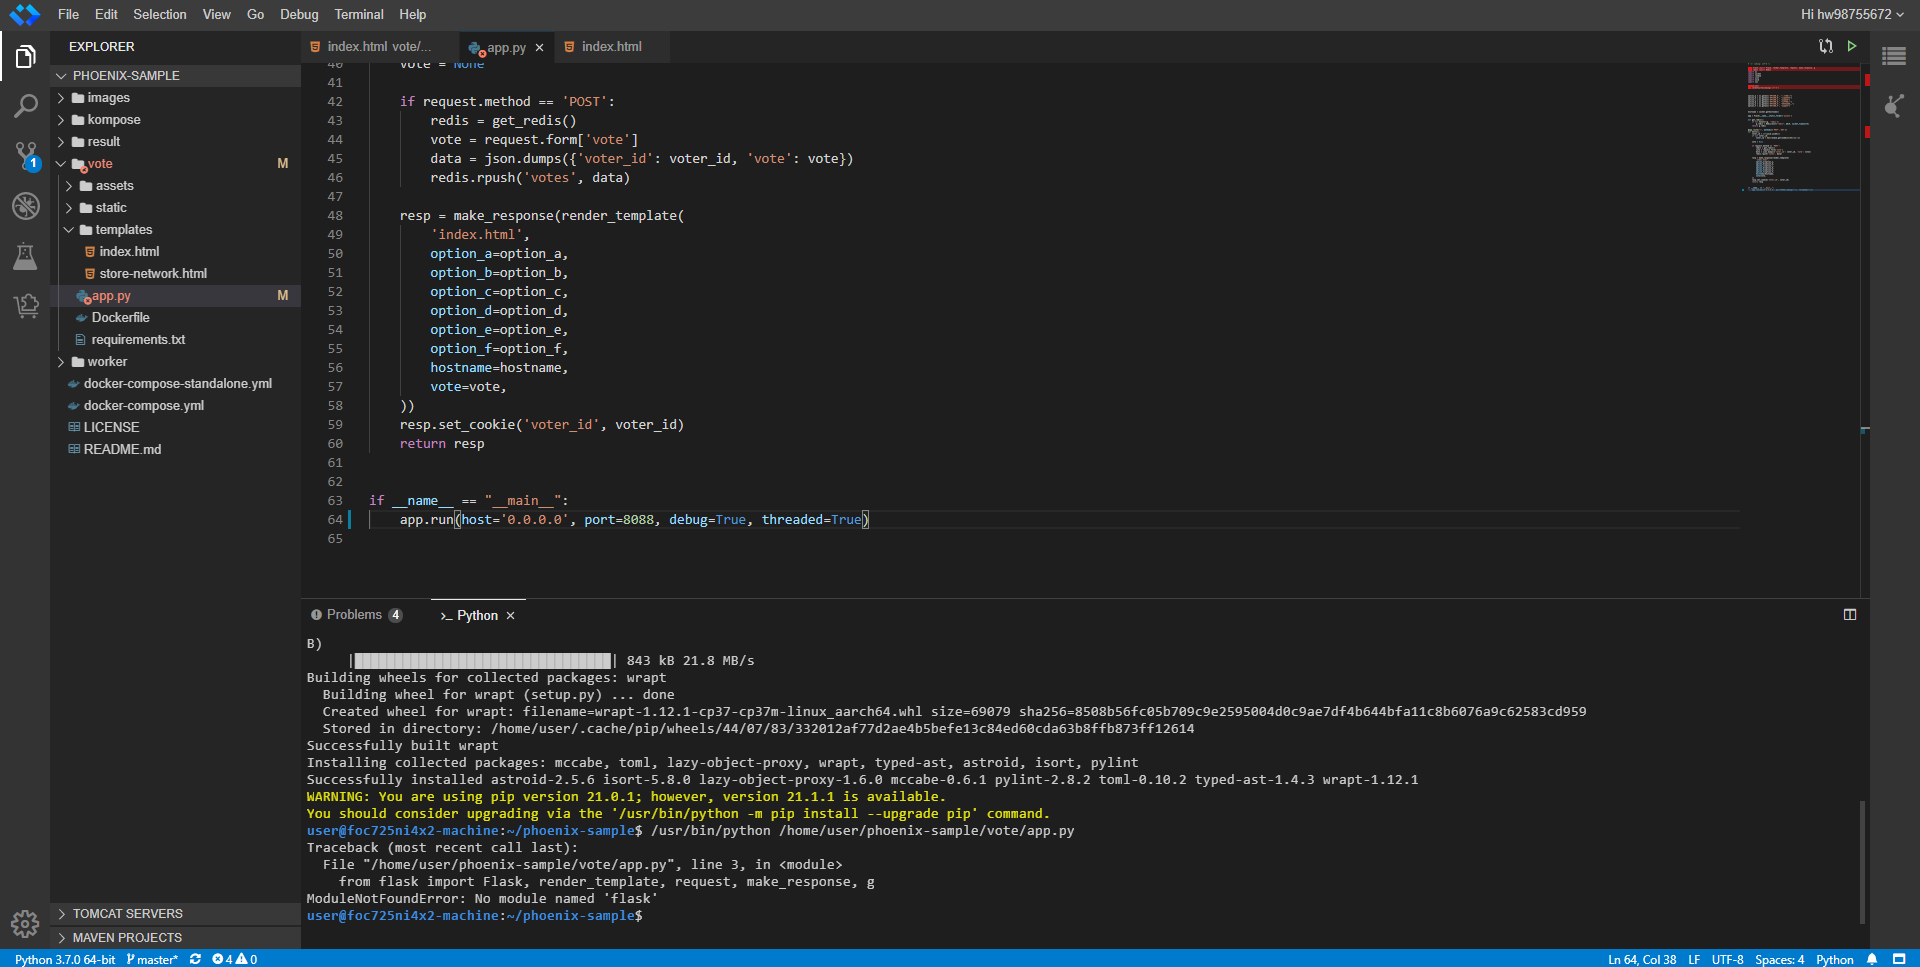 File Edit Selection View Go Debug Terminal Help
Hi hw98755672
EXPLORER
PHOENIX-SAMPLE
images
kompose
result
vote M
assets
static
templates
index.html
store-network.html
app.py M
Dockerfile
requirements.txt
worker
docker-compose-standalone.yml
docker-compose.yml
LICENSE
README.md
TOMCAT SERVERS
MAVEN PROJECTS
1
index.html vote/... app.py index.html
40 vote = None
41
42 if request.method == 'POST':
43 redis = get_redis()
44 vote = request.form['vote']
45 data = json.dumps({'voter_id': voter_id, 'vote': vote})
46 redis.rpush('votes', data)
47
48 resp = make_response(render_template(
49 'index.html',
50 option_a=option_a,
51 option_b=option_b,
52 option_c=option_c,
53 option_d=option_d,
54 option_e=option_e,
55 option_f=option_f,
56 hostname=hostname,
57 vote=vote,
58 ))
59 resp.set_cookie('voter_id', voter_id)
60 return resp
61
62
63 if __name__ == "__main__":
64 app.run(host='0.0.0.0', port=8088, debug=True, threaded=True)
65
Problems 4 >_ Python
B)
843 kB 21.8 MB/s
Building wheels for collected packages: wrapt
Building wheel for wrapt (setup.py) ... done
Created wheel for wrapt: filename=wrapt-1.12.1-cp37-cp37m-linux_aarch64.whl size=69079 sha256=8508b56fc05b709c9e2595004d0c9ae7df4b644bfa11c8b6076a9c62583cd959
Stored in directory: /home/user/.cache/pip/wheels/44/07/83/332012af77d2ae4b5befe13c84ed60cda63b8ffb873ff12614
Successfully built wrapt
Installing collected packages: mccabe, toml, lazy-object-proxy, wrapt, typed-ast, astroid, isort, pylint
Successfully installed astroid-2.5.6 isort-5.8.0 lazy-object-proxy-1.6.0 mccabe-0.6.1 pylint-2.8.2 toml-0.10.2 typed-ast-1.4.3 wrapt-1.12.1
WARNING: You are using pip version 21.0.1; however, version 21.1.1 is available.
You should consider upgrading via the '/usr/bin/python -m pip install --upgrade pip' command.
user@foc725ni4x2-machine:~/phoenix-sample$ /usr/bin/python /home/user/phoenix-sample/vote/app.py
Traceback (most recent call last):
File "/home/user/phoenix-sample/vote/app.py", line 3, in <module>
from flask import Flask, render_template, request, make_response, g
ModuleNotFoundError: No module named 'flask'
user@foc725ni4x2-machine:~/phoenix-sample$
Python 3.7.0 64-bit master* 4 0
Ln 64, Col 38 LF UTF-8 Spaces: 4 Python